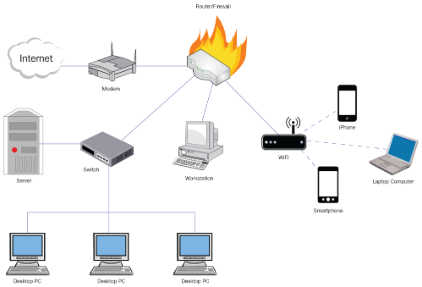 Router/Firewall
Internet
Modem
iPhone
Server
Switch
Workstation
WiFi
Laptop Computer
Smartphone
Desktop PC
Desktop PC
Desktop PC